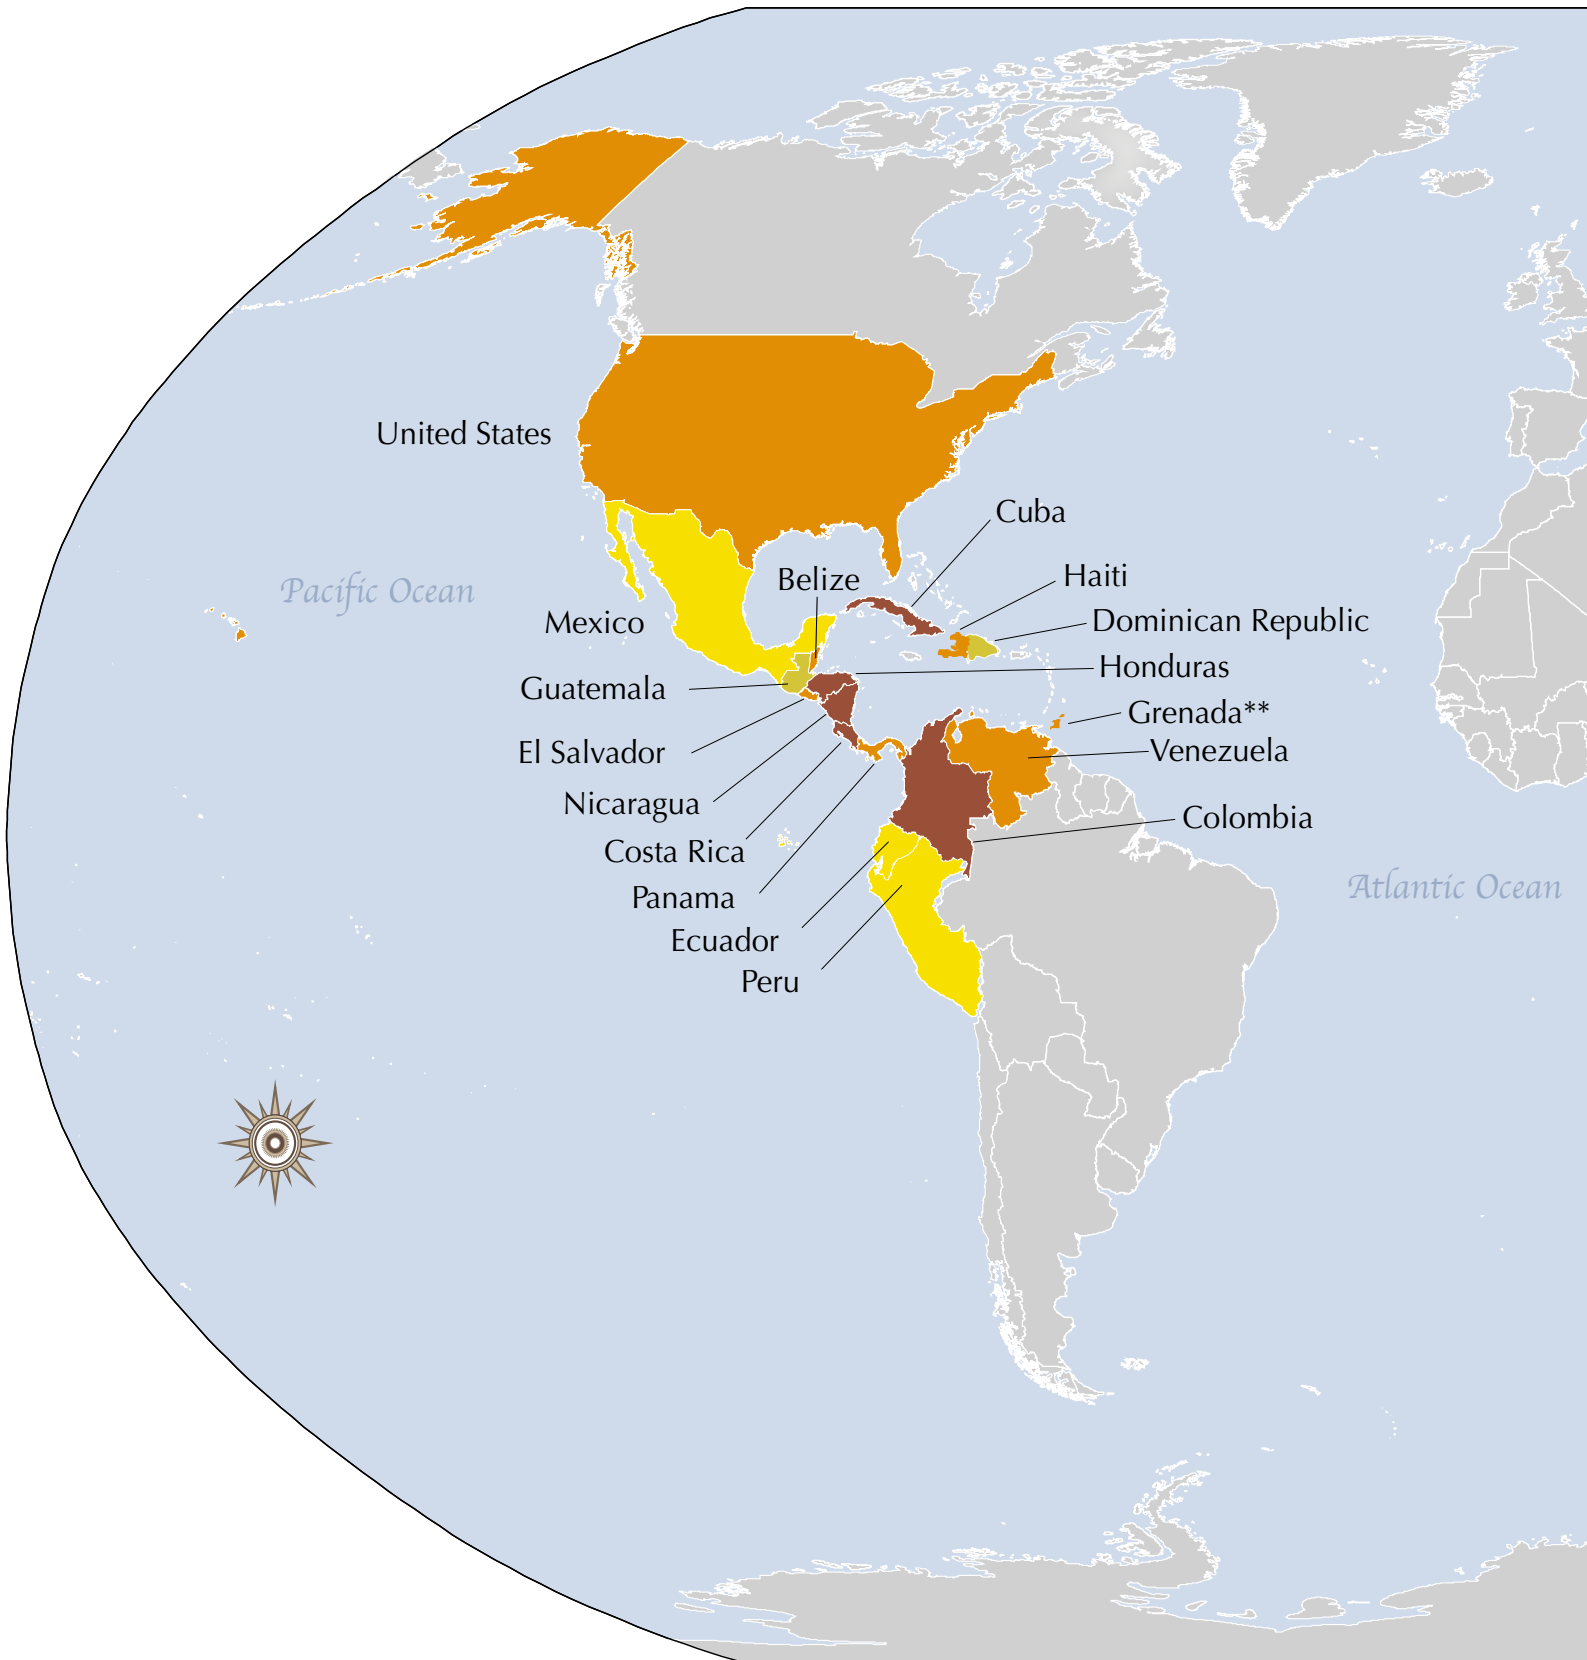 United States
Cuba
Belize
Haiti
Pacific Ocean
Mexico
Dominican Republic
Honduras
Guatemala
Grenada**
El Salvador
Venezuela
Nicaragua
Colombia
Costa Rica
Panama
Atlantic Ocean
Ecuador
Peru